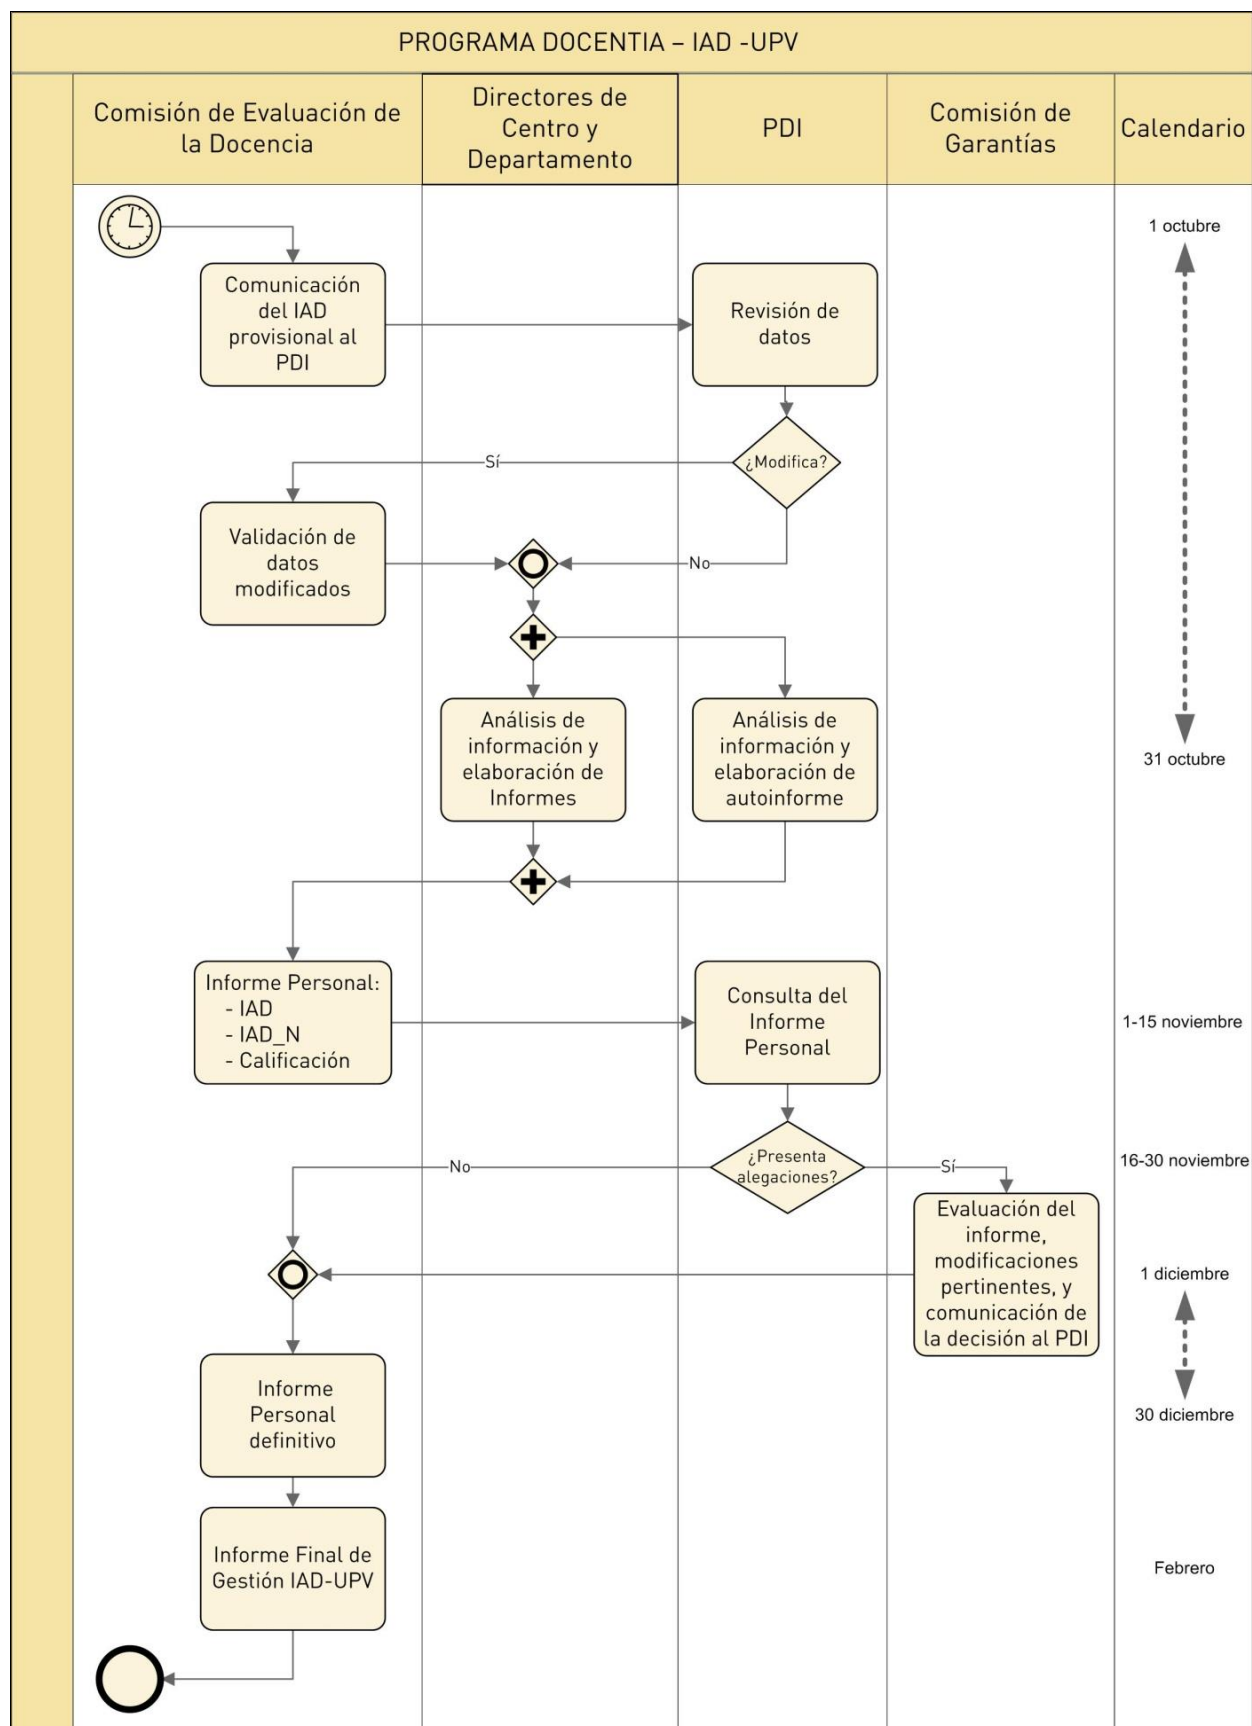 PROGRAMA DOCENTIA – IAD -UPV
Comisión de Evaluación de
la Docencia
Directores de
Centro y
Departamento
PDI
Comisión de
Garantías
Calendario
1 octubre
Comunicación
del IAD
provisional al
PDI
Revisión de
datos
¿Modifica?
Sí
Validación de
datos
modificados
No
Análisis de
información y
elaboración de
Informes
Análisis de
información y
elaboración de
autoinforme
31 octubre
Informe Personal:
- IAD
- IAD_N
- Calificación
Consulta del
Informe
Personal
1-15 noviembre
¿Presenta
alegaciones?
No
Sí
16-30 noviembre
Evaluación del
informe,
modificaciones
pertinentes, y
comunicación de
la decisión al PDI
1 diciembre
Informe
Personal
definitivo
30 diciembre
Informe Final de
Gestión IAD-UPV
Febrero